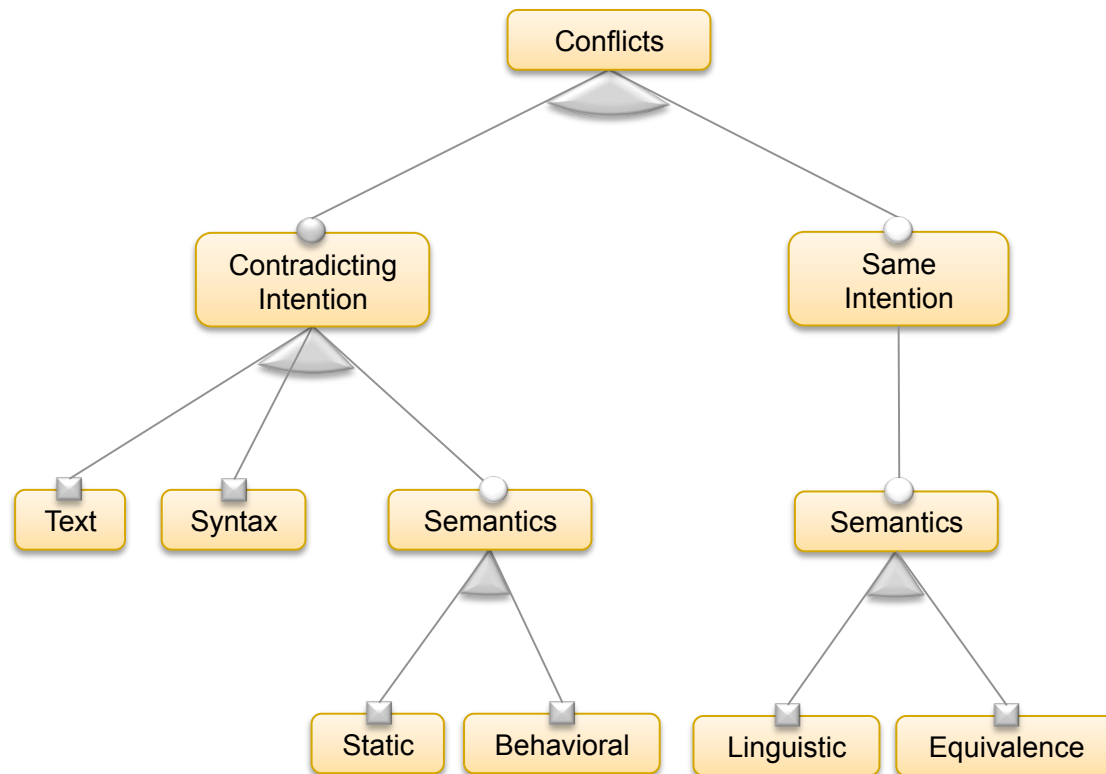 Conflicts
Contradicting
Intention
Same
Intention
Text
Syntax
Semantics
Semantics
Static
Behavioral
Linguistic
Equivalence